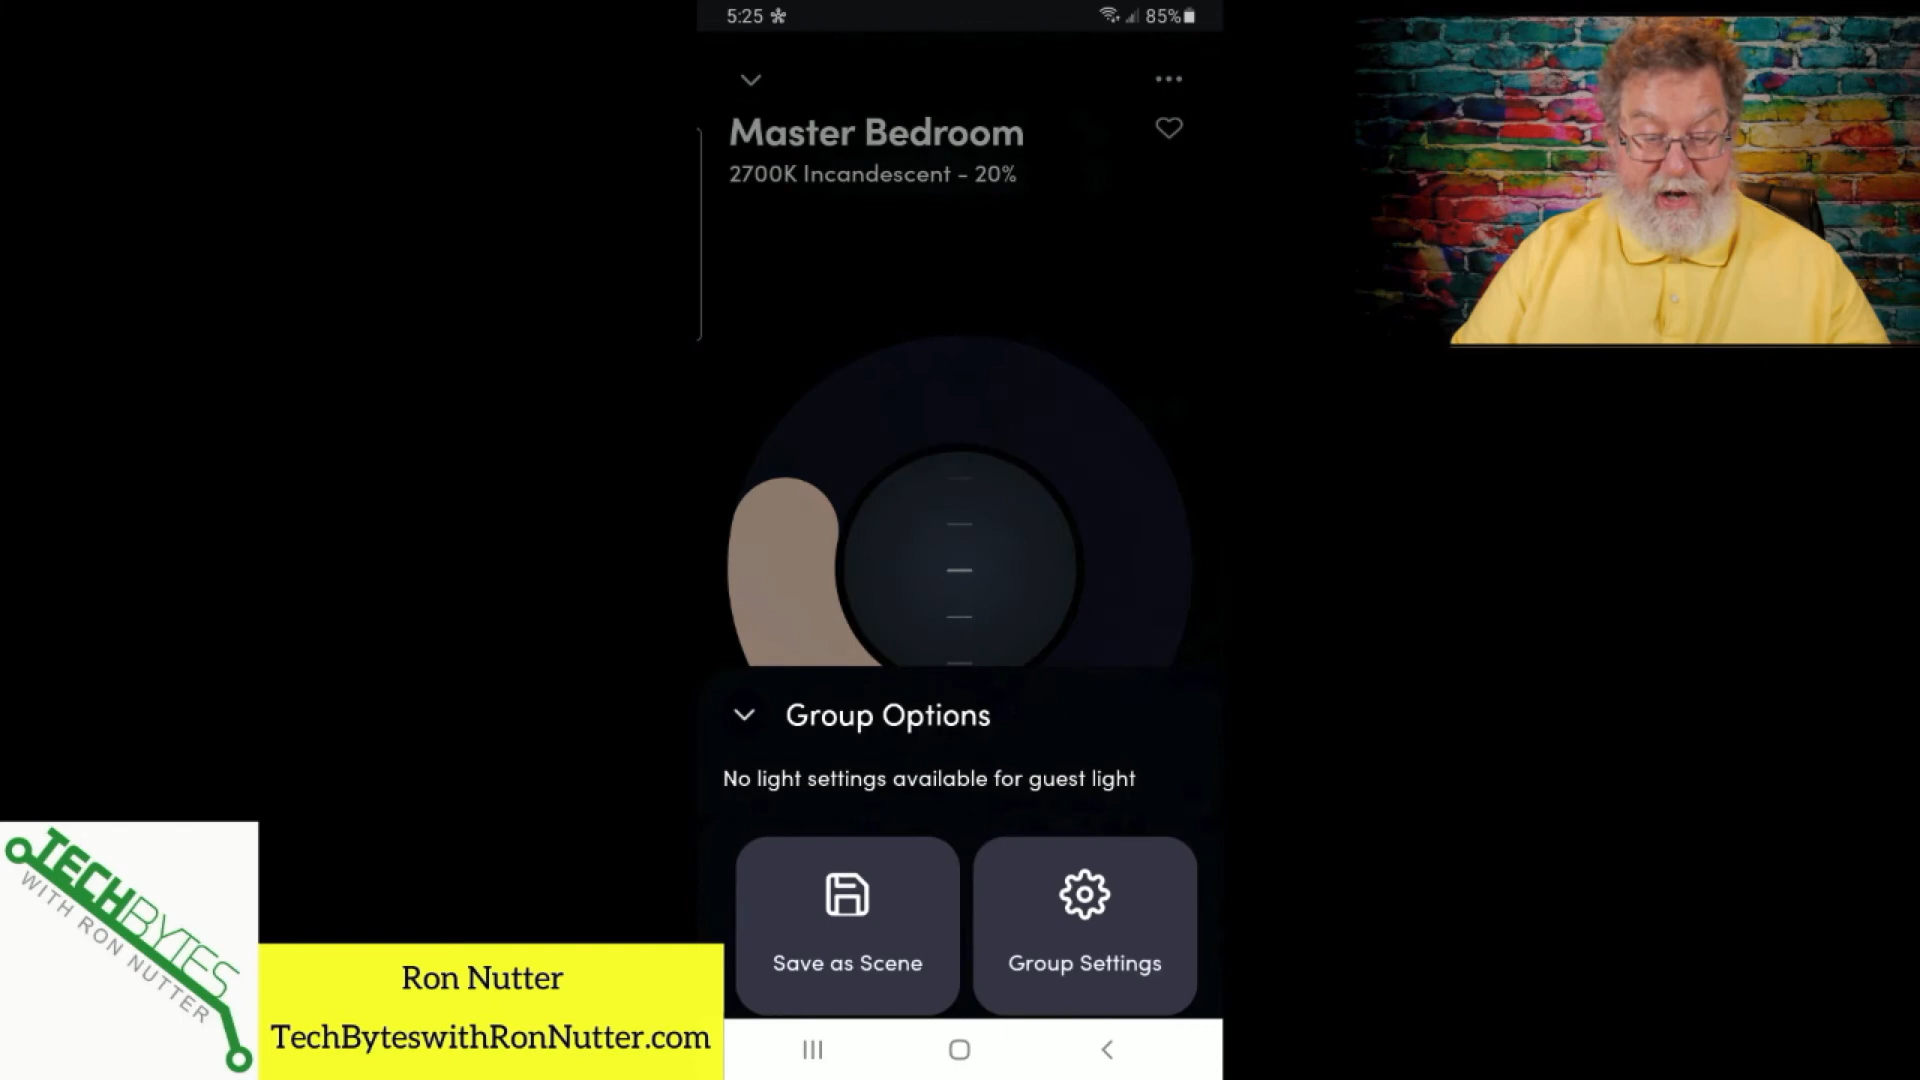 5:25
85%
Master Bedroom
2700K Incandescent - 20%
Group Options
No light settings available for guest light
Save as Scene
Group Settings
TECHBYTES
WITH RON NUTTER
Ron Nutter
TechByteswithRonNutter.com